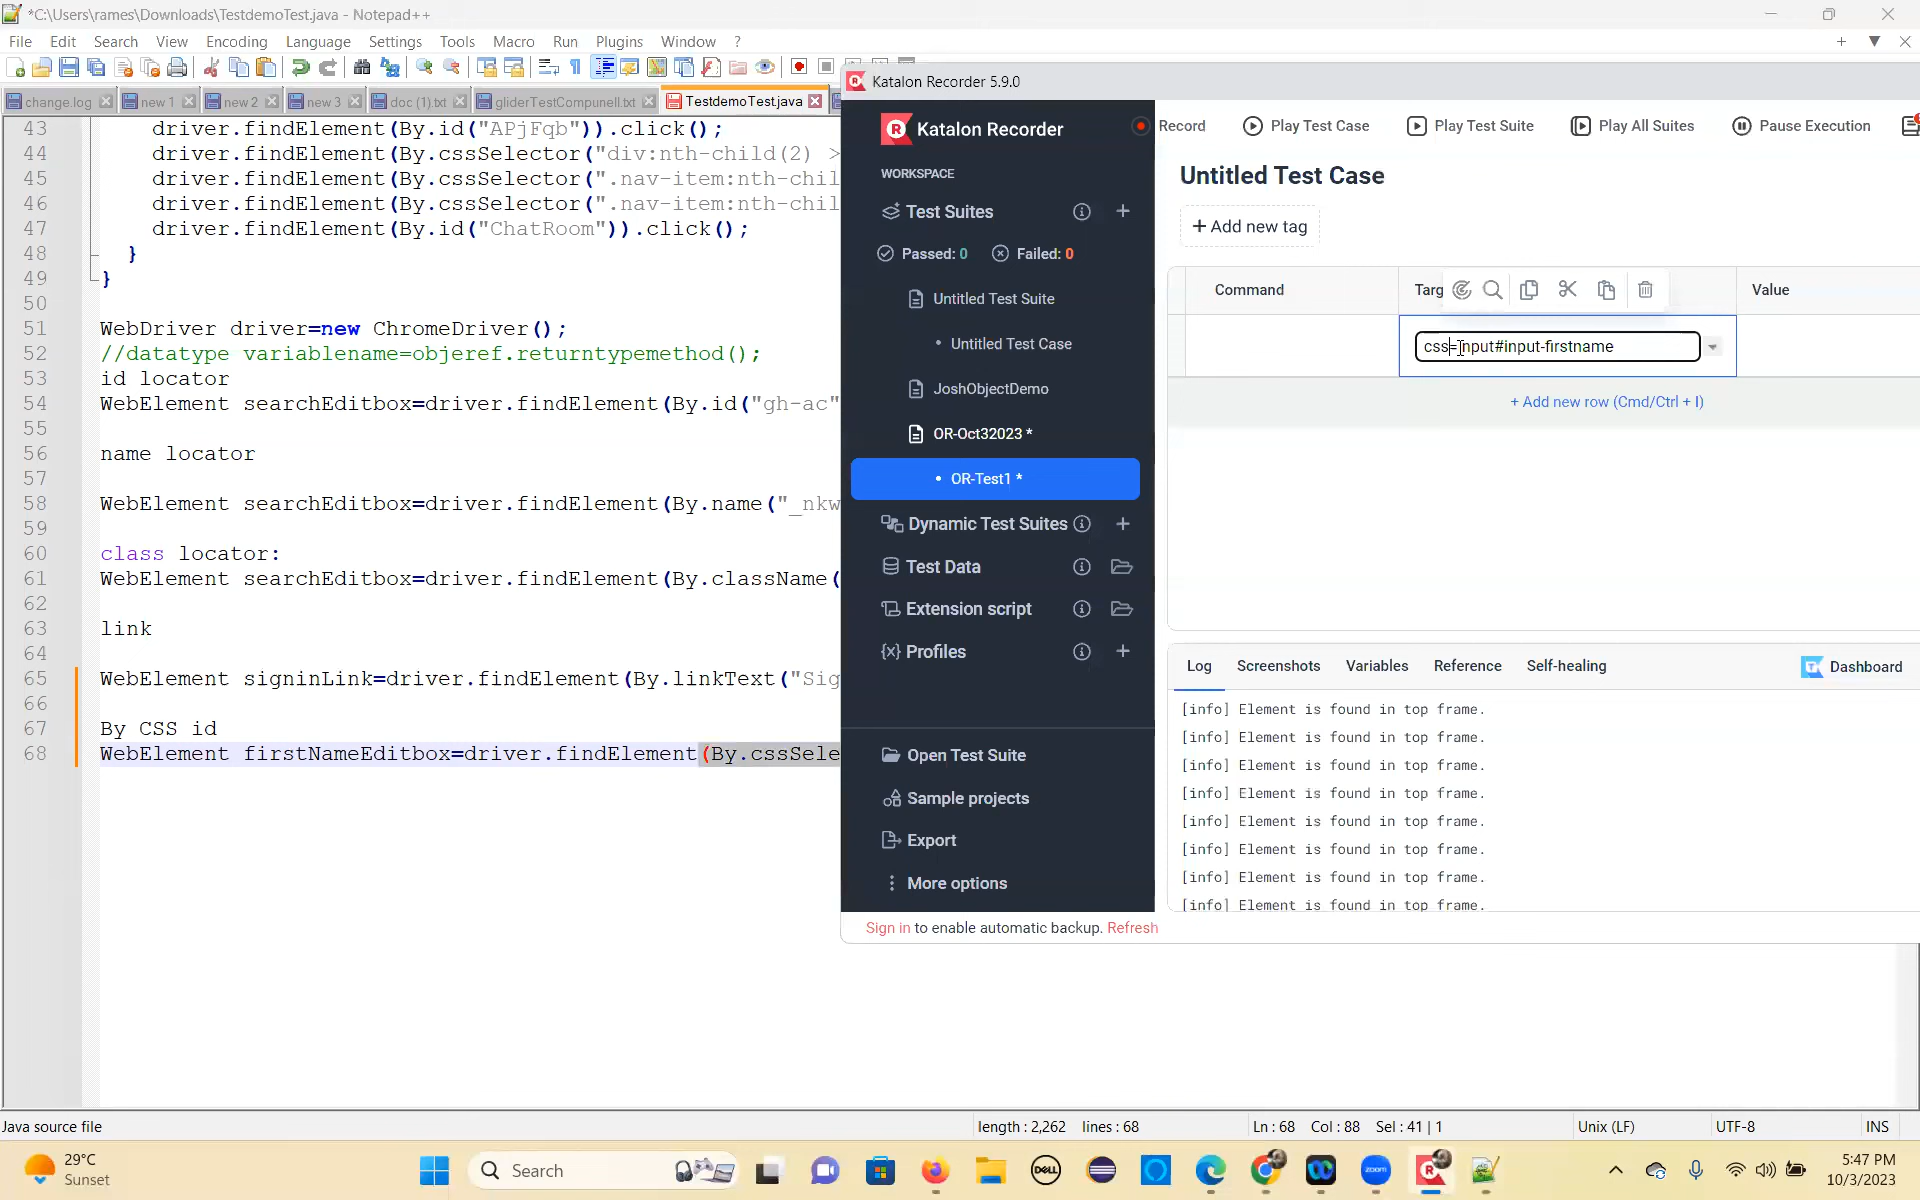 *C:\Users\rames\Downloads\TestdemoTest.java - Notepad++
File Edit Search View Encoding Language Settings Tools Macro Run Plugins Window ?
change.log new 1 new 2 new 3 doc (1).txt gliderTestCompunell.txt TestdemoTest.java
43 driver.findElement(By.id("APjFqb")).click();
44 driver.findElement(By.cssSelector("div:nth-child(2) >
45 driver.findElement(By.cssSelector(".nav-item:nth-chil
46 driver.findElement(By.cssSelector(".nav-item:nth-chil
47 driver.findElement(By.id("ChatRoom")).click();
48 }
49 }
50
51 WebDriver driver=new ChromeDriver();
52 //datatype variablename=objeref.returntypemethod();
53 id locator
54 WebElement searchEditbox=driver.findElement(By.id("gh-ac"
55
56 name locator
57
58 WebElement searchEditbox=driver.findElement(By.name("_nkw
59
60 class locator:
61 WebElement searchEditbox=driver.findElement(By.className(
62
63 link
64
65 WebElement signinLink=driver.findElement(By.linkText("Sig
66
67 By CSS id
68 WebElement firstNameEditbox=driver.findElement(By.cssSele
Java source file
length : 2,262 lines : 68
Ln : 68 Col : 88 Sel : 41 | 1
Unix (LF)
UTF-8
INS
Katalon Recorder 5.9.0
Katalon Recorder
WORKSPACE
Test Suites
Passed: 0 Failed: 0
Untitled Test Suite
• Untitled Test Case
JoshObjectDemo
OR-Oct32023 *
• OR-Test1 *
Dynamic Test Suites
Test Data
Extension script
{x} Profiles
Open Test Suite
Sample projects
Export
More options
Sign in to enable automatic backup. Refresh
Record Play Test Case Play Test Suite Play All Suites Pause Execution
Untitled Test Case
+ Add new tag
Command Targ Value
css=input#input-firstname
+ Add new row (Cmd/Ctrl + I)
Log Screenshots Variables Reference Self-healing Dashboard
[info] Element is found in top frame.
[info] Element is found in top frame.
[info] Element is found in top frame.
[info] Element is found in top frame.
[info] Element is found in top frame.
[info] Element is found in top frame.
[info] Element is found in top frame.
[info] Element is found in top frame.
29°C
Sunset
Search
DELL
zoom
5:47 PM
10/3/2023